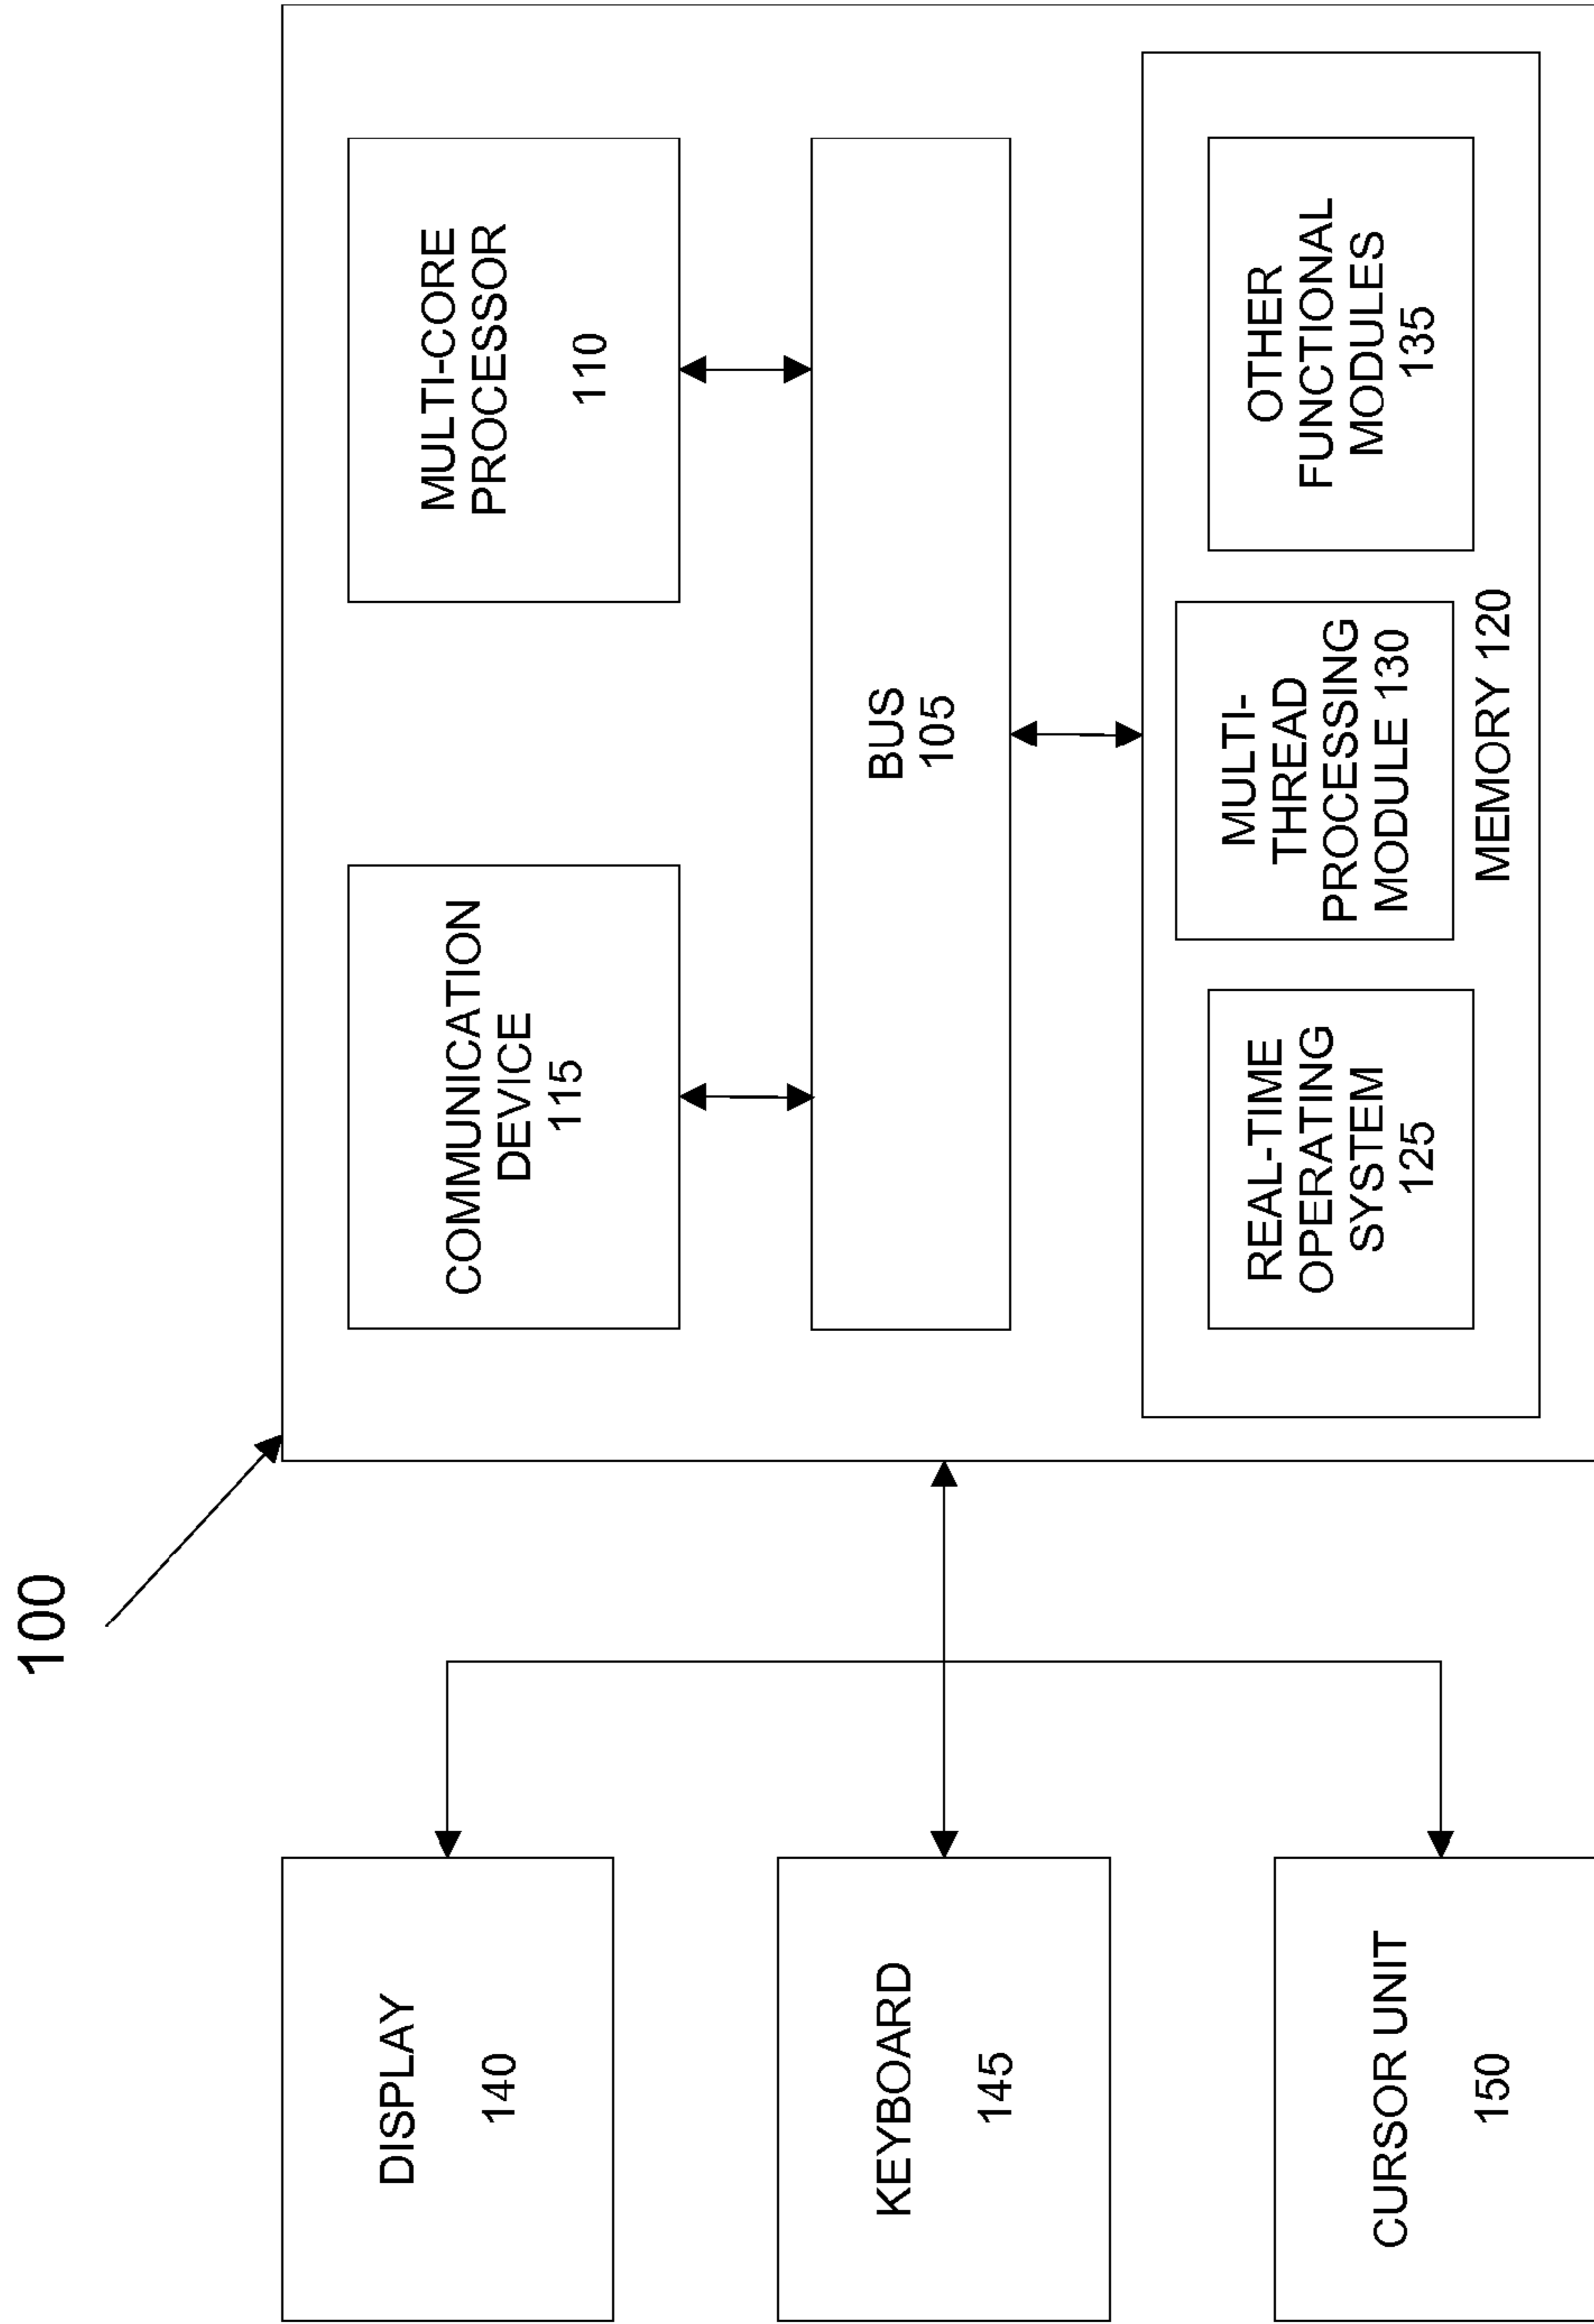 100
DISPLAY
140
KEYBOARD
145
CURSOR UNIT
150
COMMUNICATION
DEVICE
115
MULTI-CORE
PROCESSOR
110
BUS
105
REAL-TIME
OPERATING
SYSTEM
125
MULTI-
THREAD
PROCESSING
MODULE 130
OTHER
FUNCTIONAL
MODULES
135
MEMORY 120